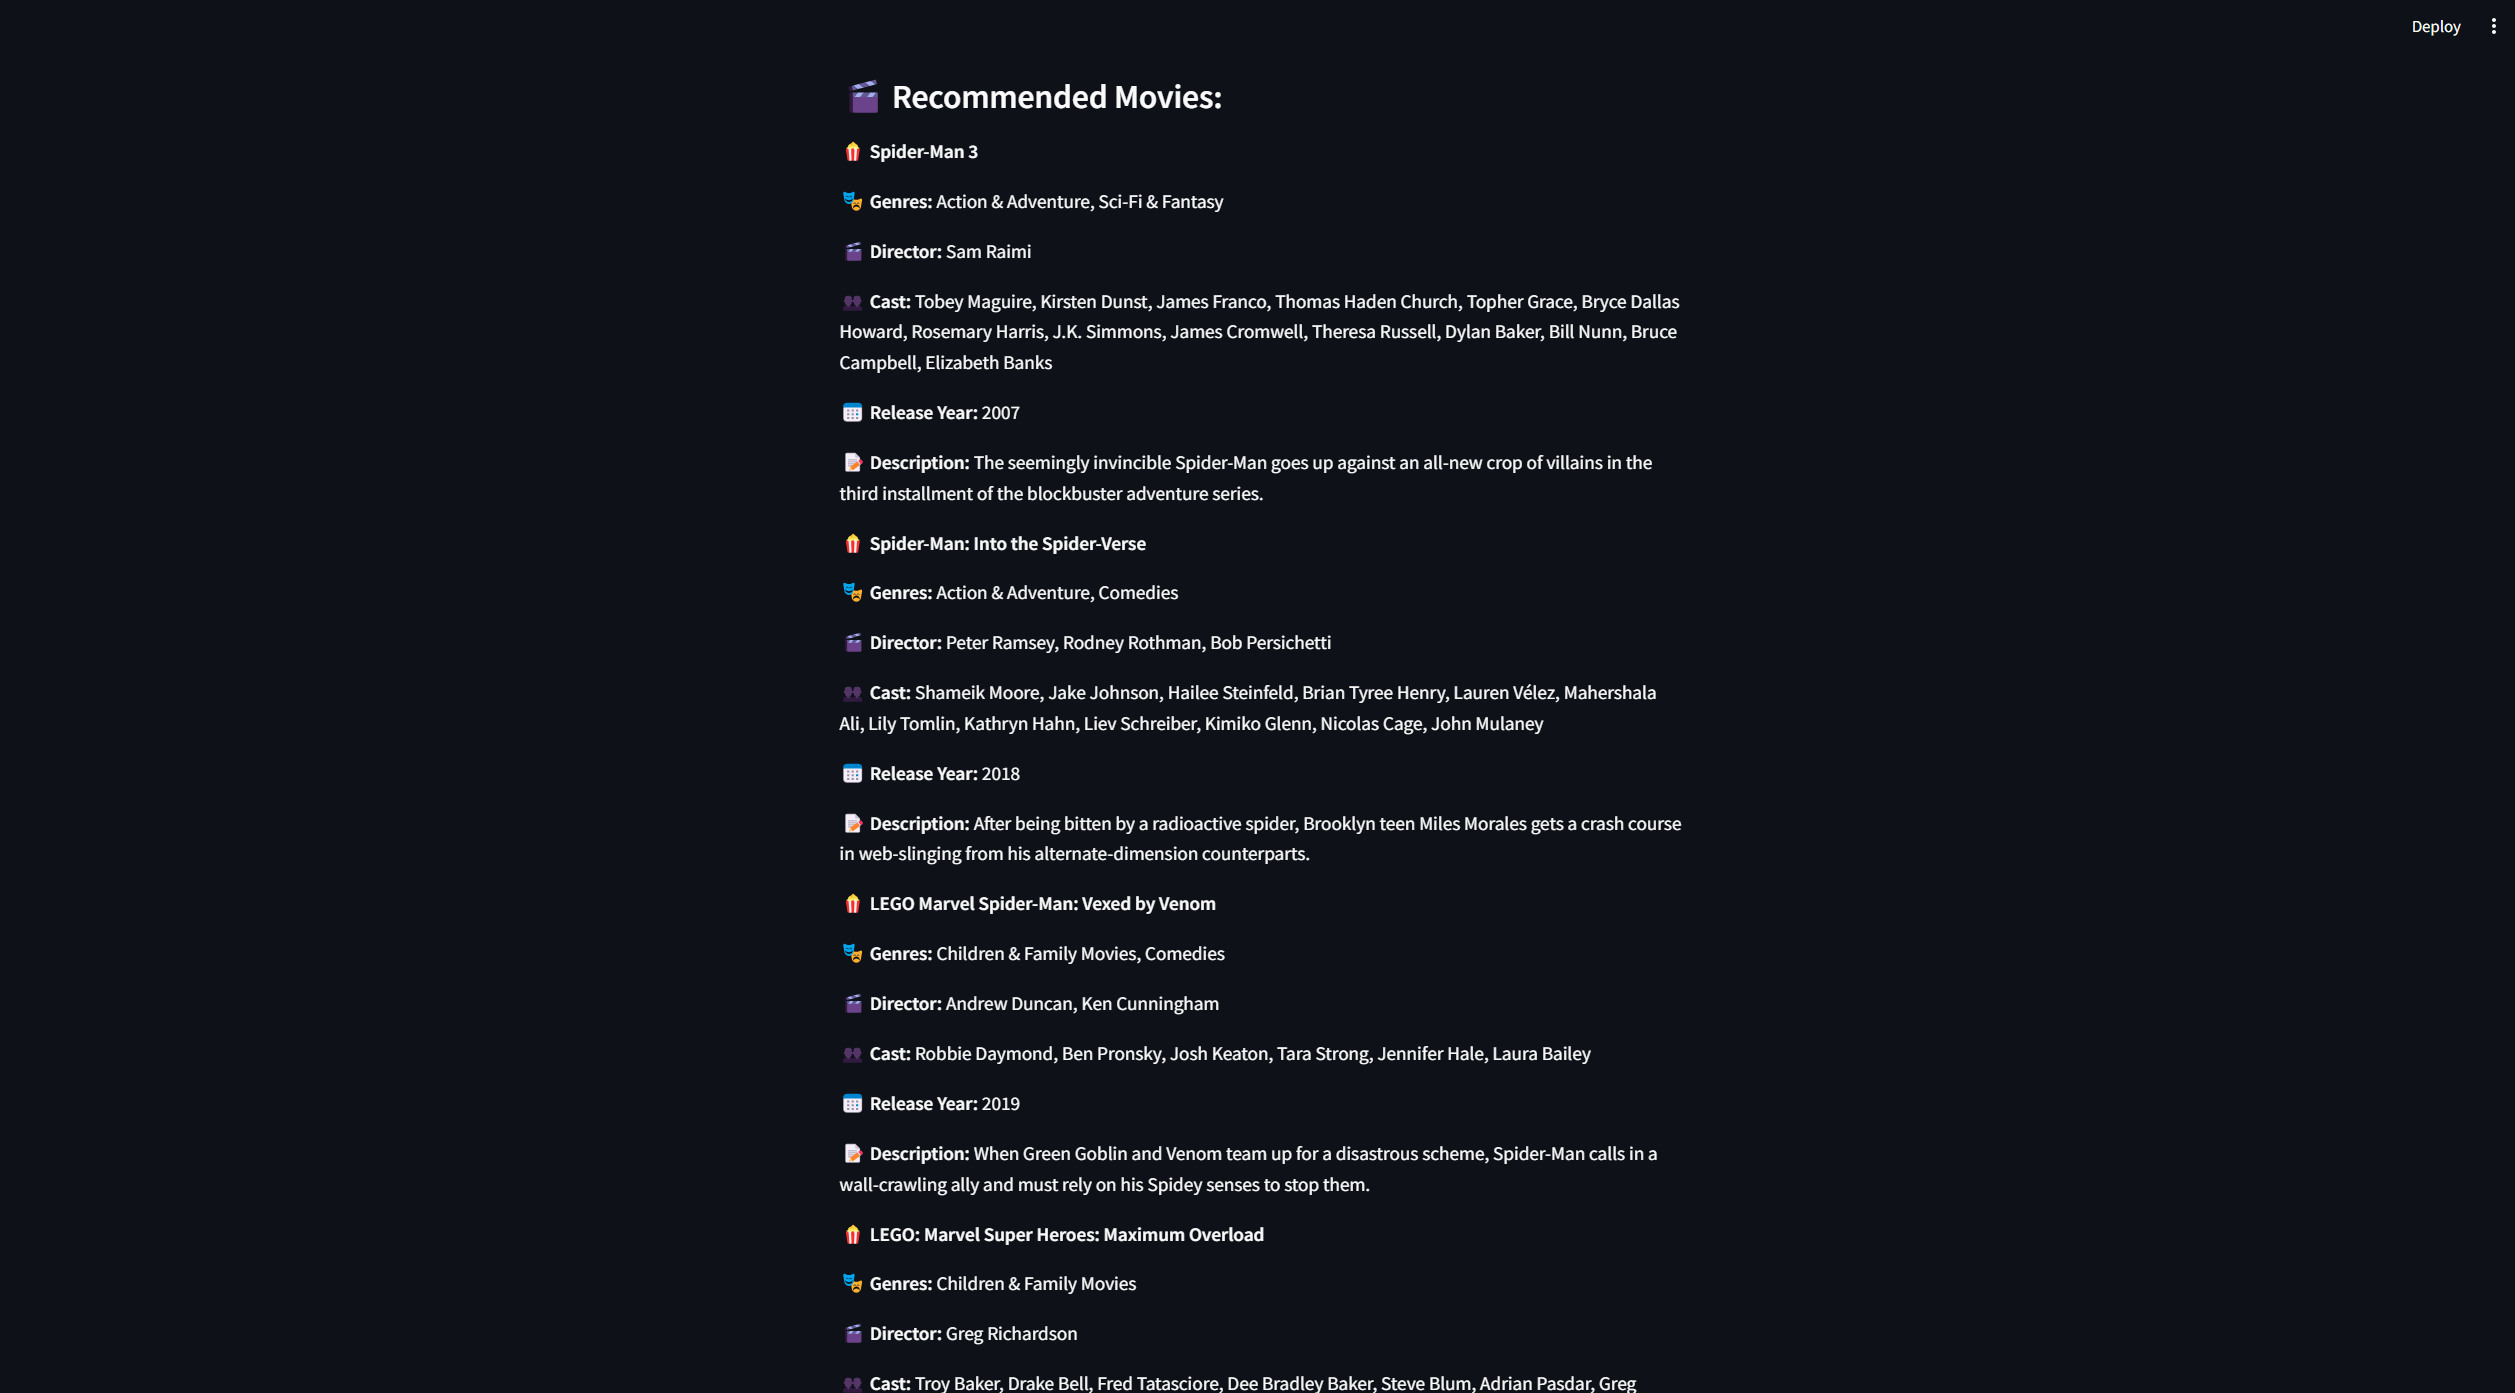 Deploy
Recommended Movies:
Spider-Man 3
Genres: Action & Adventure, Sci-Fi & Fantasy
Director: Sam Raimi
Cast: Tobey Maguire, Kirsten Dunst, James Franco, Thomas Haden Church, Topher Grace, Bryce Dallas
Howard, Rosemary Harris, J.K. Simmons, James Cromwell, Theresa Russell, Dylan Baker, Bill Nunn, Bruce
Campbell, Elizabeth Banks
Release Year: 2007
Description: The seemingly invincible Spider-Man goes up against an all-new crop of villains in the
third installment of the blockbuster adventure series.
Spider-Man: Into the Spider-Verse
Genres: Action & Adventure, Comedies
Director: Peter Ramsey, Rodney Rothman, Bob Persichetti
Cast: Shameik Moore, Jake Johnson, Hailee Steinfeld, Brian Tyree Henry, Lauren Vélez, Mahershala
Ali, Lily Tomlin, Kathryn Hahn, Liev Schreiber, Kimiko Glenn, Nicolas Cage, John Mulaney
Release Year: 2018
Description: After being bitten by a radioactive spider, Brooklyn teen Miles Morales gets a crash course
in web-slinging from his alternate-dimension counterparts.
LEGO Marvel Spider-Man: Vexed by Venom
Genres: Children & Family Movies, Comedies
Director: Andrew Duncan, Ken Cunningham
Cast: Robbie Daymond, Ben Pronsky, Josh Keaton, Tara Strong, Jennifer Hale, Laura Bailey
Release Year: 2019
Description: When Green Goblin and Venom team up for a disastrous scheme, Spider-Man calls in a
wall-crawling ally and must rely on his Spidey senses to stop them.
LEGO: Marvel Super Heroes: Maximum Overload
Genres: Children & Family Movies
Director: Greg Richardson
Cast: Troy Baker, Drake Bell, Fred Tatasciore, Dee Bradley Baker, Steve Blum, Adrian Pasdar, Greg